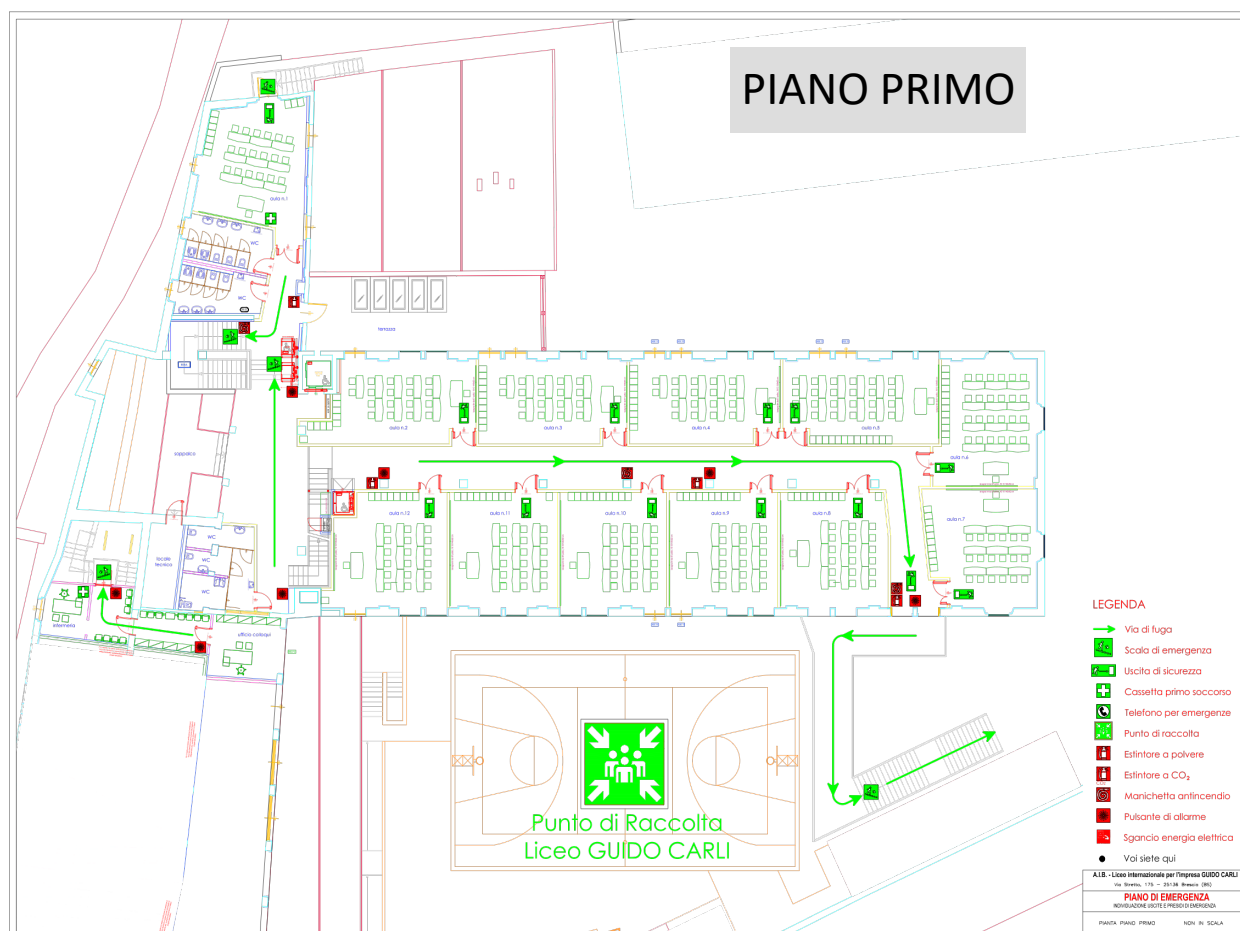 PIANO PRIMO
aula n.1
WC
WC
terrazza
aula n.2
aula n.3
aula n.4
aula n.5
aula n.6
soppalco
aula n.12
aula n.11
aula n.10
aula n.9
aula n.8
aula n.7
WC
WC
WC
locale
tecnico
infermeria
ufficio colloqui
Punto di Raccolta
Liceo GUIDO CARLI
LEGENDA
Via di fuga
Scala di emergenza
Uscita di sicurezza
Cassetta primo soccorso
Telefono per emergenze
Punto di raccolta
Estintore a polvere
Estintore a CO₂
Manichetta antincendio
Pulsante di allarme
Sgancio energia elettrica
Voi siete qui
A.I.B. - Liceo internazionale per l'impresa GUIDO CARLI
Via Stretta, 175 - 25136 Brescia (BS)
PIANO DI EMERGENZA
INDIVIDUAZIONE USCITE E PRESIDI DI EMERGENZA
PIANTA PIANO PRIMO NON IN SCALA